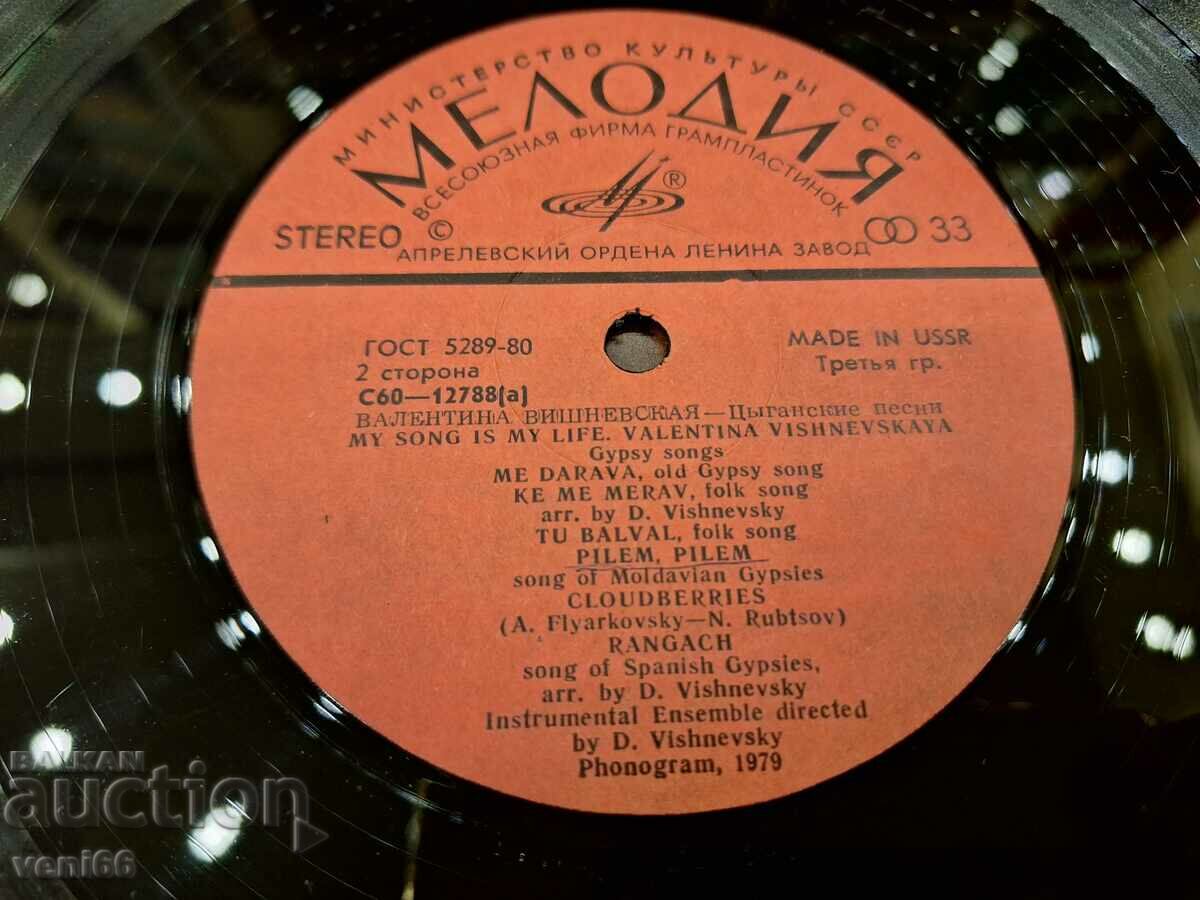 МИНИСТЕРСТВО КУЛЬТУРЫ СССР
МЕЛОДИЯ
ВСЕСОЮЗНАЯ ФИРМА ГРАМПЛАСТИНОК
®
STEREO ©
33
АПРЕЛЕВСКИЙ ОРДЕНА ЛЕНИНА ЗАВОД
ГОСТ 5289-80
MADE IN USSR
2 сторона
Третья гр.
С60—12788(а)
ВАЛЕНТИНА ВИШНЕВСКАЯ—Цыганские песни
MY SONG IS MY LIFE. VALENTINA VISHNEVSKAYA
Gypsy songs
ME DARAVA, old Gypsy song
KE ME MERAV, folk song
arr. by D. Vishnevsky
TU BALVAL, folk song
PILEM, PILEM
song of Moldavian Gypsies
CLOUDBERRIES
(A. Flyarkovsky—N. Rubtsov)
RANGACH
song of Spanish Gypsies,
arr. by D. Vishnevsky
Instrumental Ensemble directed
by D. Vishnevsky
Phonogram, 1979
BALKAN
auction
veni66